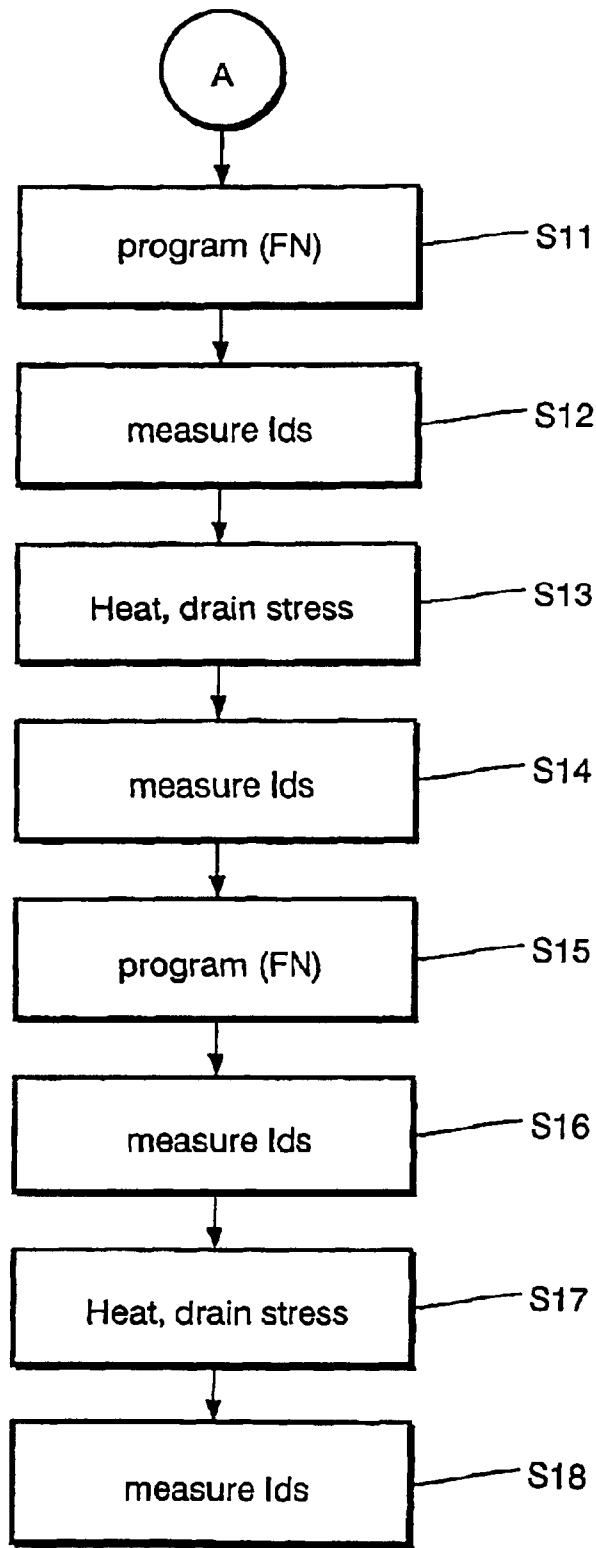 A
program (FN)
S11
measure Ids
S12
Heat, drain stress
S13
measure Ids
S14
program (FN)
S15
measure Ids
S16
Heat, drain stress
S17
measure Ids
S18